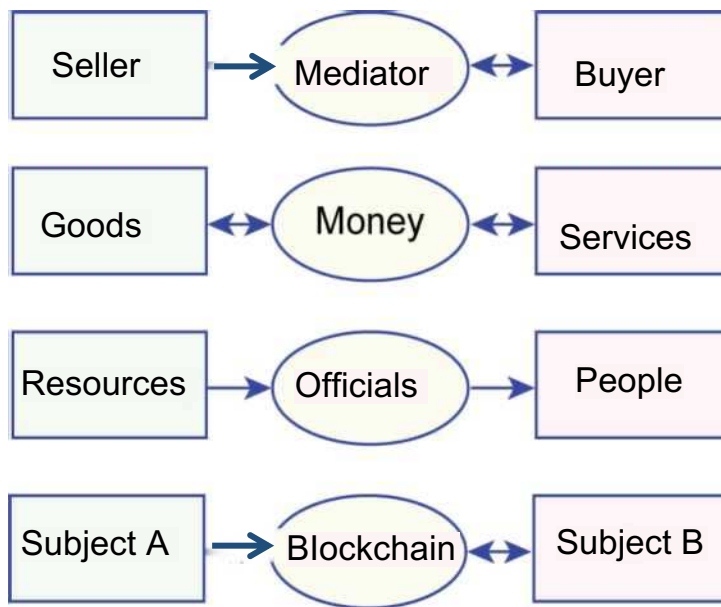 Seller Mediator Buyer
Goods Money Services
Resources Officials People
Subject A Blockchain Subject B